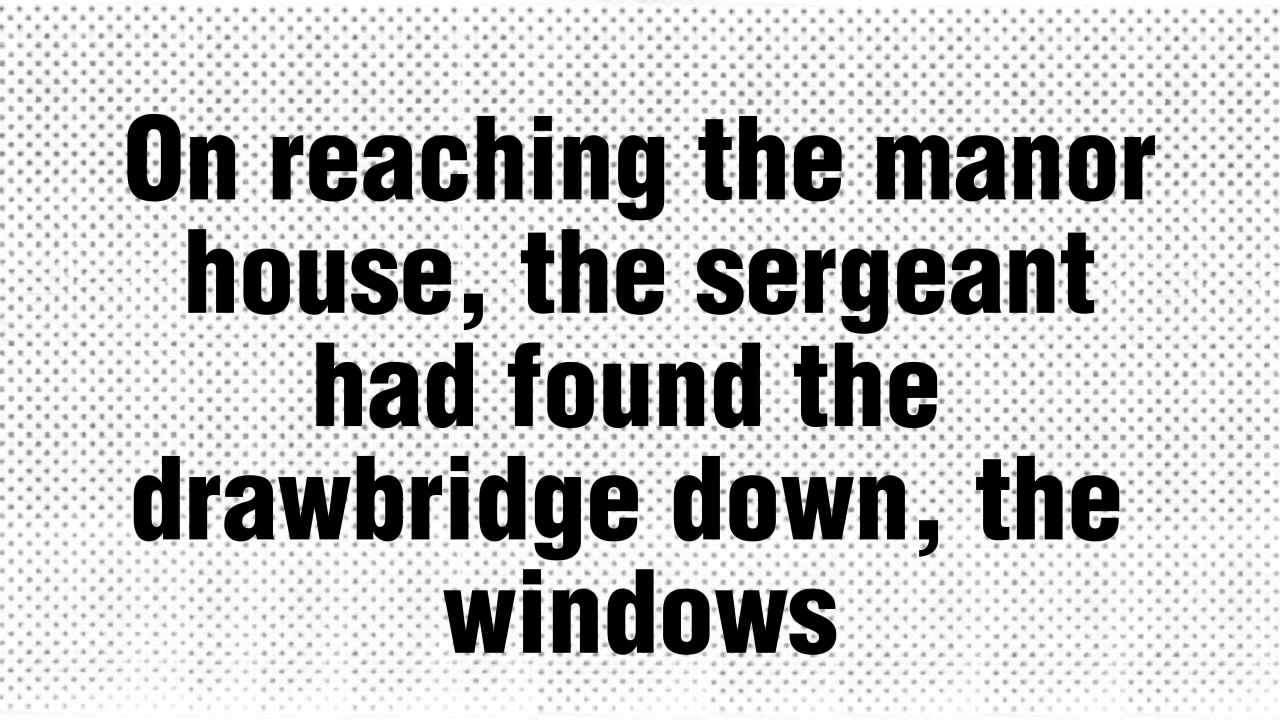 On reaching the manor
house, the sergeant
had found the
drawbridge down, the
windows